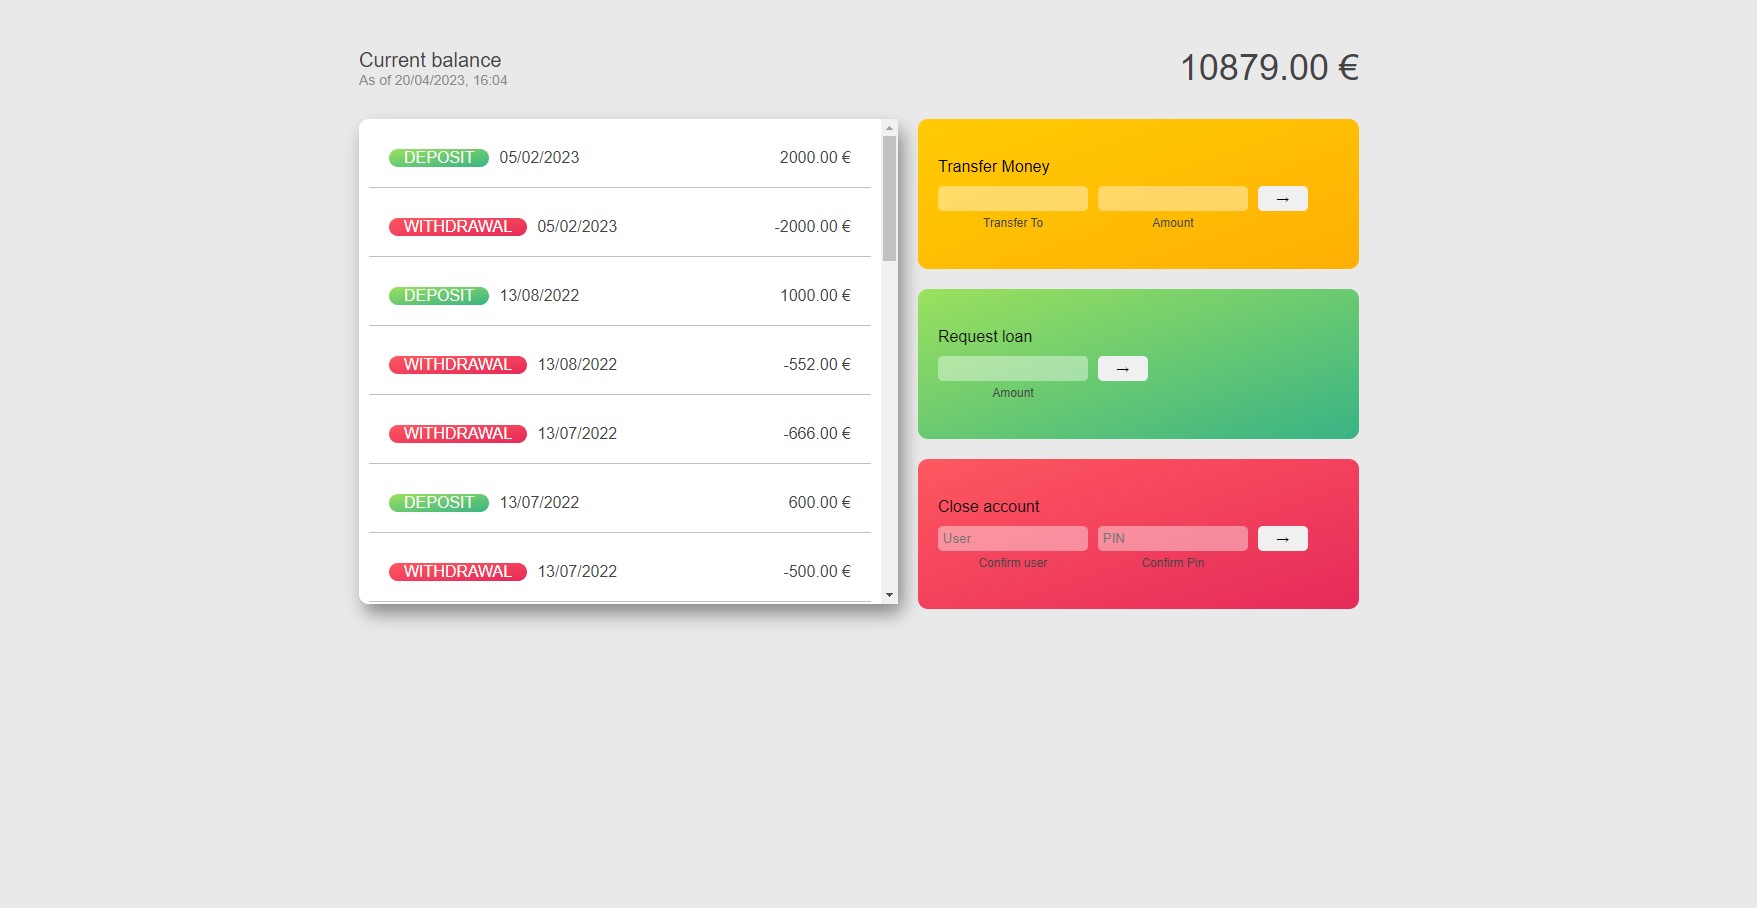 Current balance
As of 20/04/2023, 16:04
10879.00 €
DEPOSIT 05/02/2023 2000.00 €
WITHDRAWAL 05/02/2023 -2000.00 €
DEPOSIT 13/08/2022 1000.00 €
WITHDRAWAL 13/08/2022 -552.00 €
WITHDRAWAL 13/07/2022 -666.00 €
DEPOSIT 13/07/2022 600.00 €
WITHDRAWAL 13/07/2022 -500.00 €
Transfer Money
→
Transfer To Amount
Request loan
→
Amount
Close account
User PIN →
Confirm user Confirm Pin